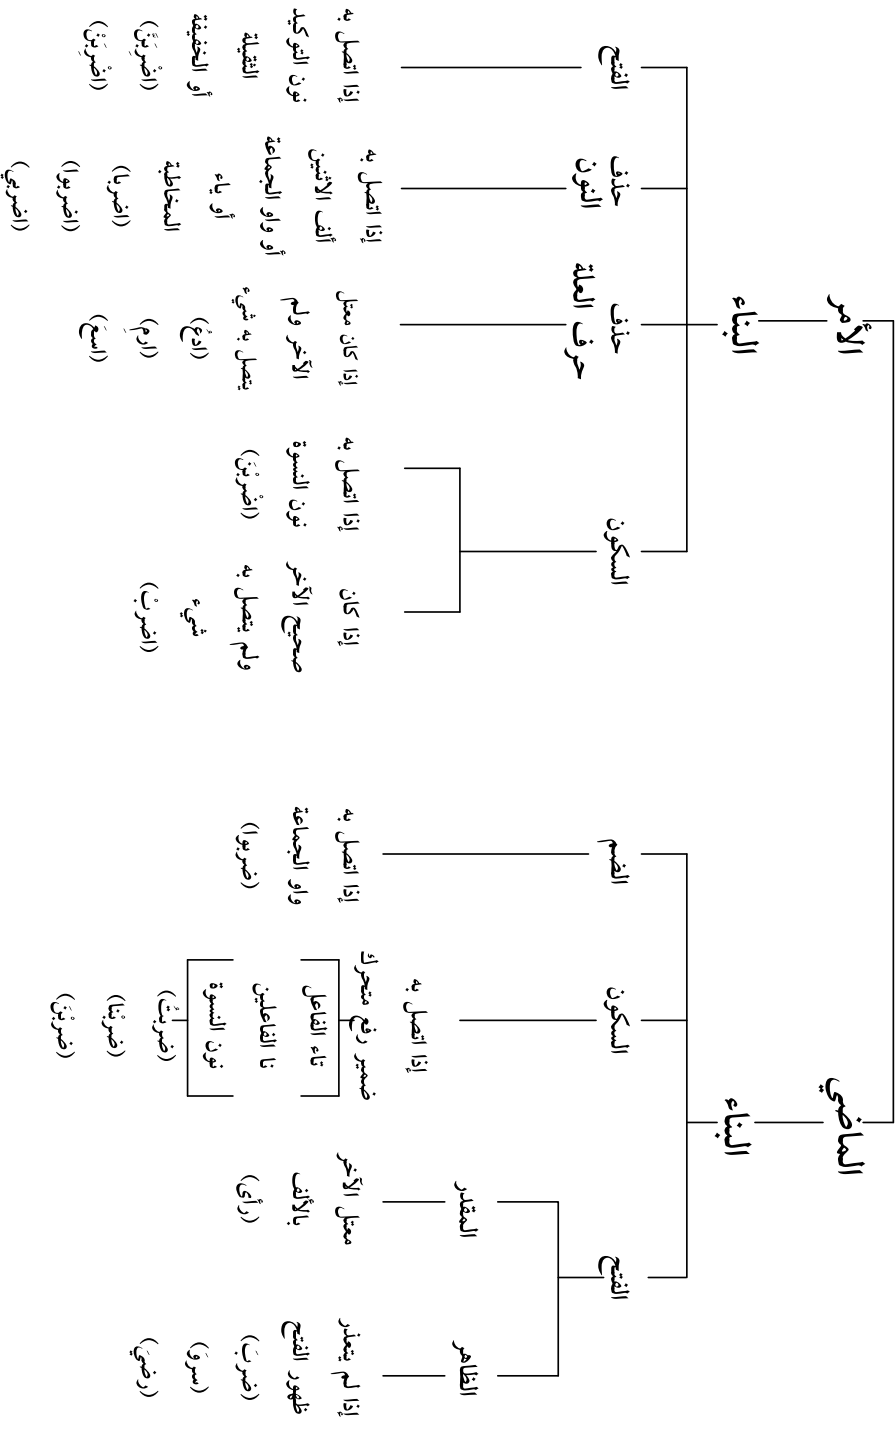 الماضي
البناء
الفتح
الظاهر
إذا لم يتعذر
ظهور الفتح
(ضربَ)
(سروَ)
(رضيَ)
المقدر
معتل الآخر
بالألف
(رأى)
السكون
إذا اتصل به
ضمير رفع متحرك
تاء الفاعل
نا الفاعلين
نون النسوة
(ضربتُ)
(ضربْنا)
(ضربْنَ)
الضم
إذا اتصل به
واو الجماعة
(ضربوا)
الأمر
البناء
السكون
إذا كان
صحيح الآخر
ولم يتصل به
شيء
(اضربْ)
إذا اتصل به
نون النسوة
(اضْربْنَ)
حذف
حرف العلة
إذا كان معتل
الآخر ولم
يتصل به شيء
(ادعُ)
(ارمِ)
(اسعَ)
حذف
النون
إذا اتصل به
ألف الاثنين
أو واو الجماعة
أو ياء
المخاطبة
(اضربا)
(اضربوا)
(اضربي)
الفتح
إذا اتصل به
نون التوكيد
الثقيلة
أو الخفيفة
(اضْرِبَنَّ)
(اضْرِبَنْ)